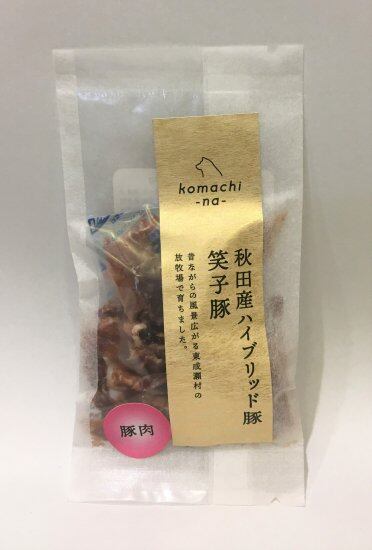 komachi
-na-
秋田産ハイブリッド豚
笑子豚
昔ながらの風景広がる東成瀬村の
放牧場で育ちました。
豚肉